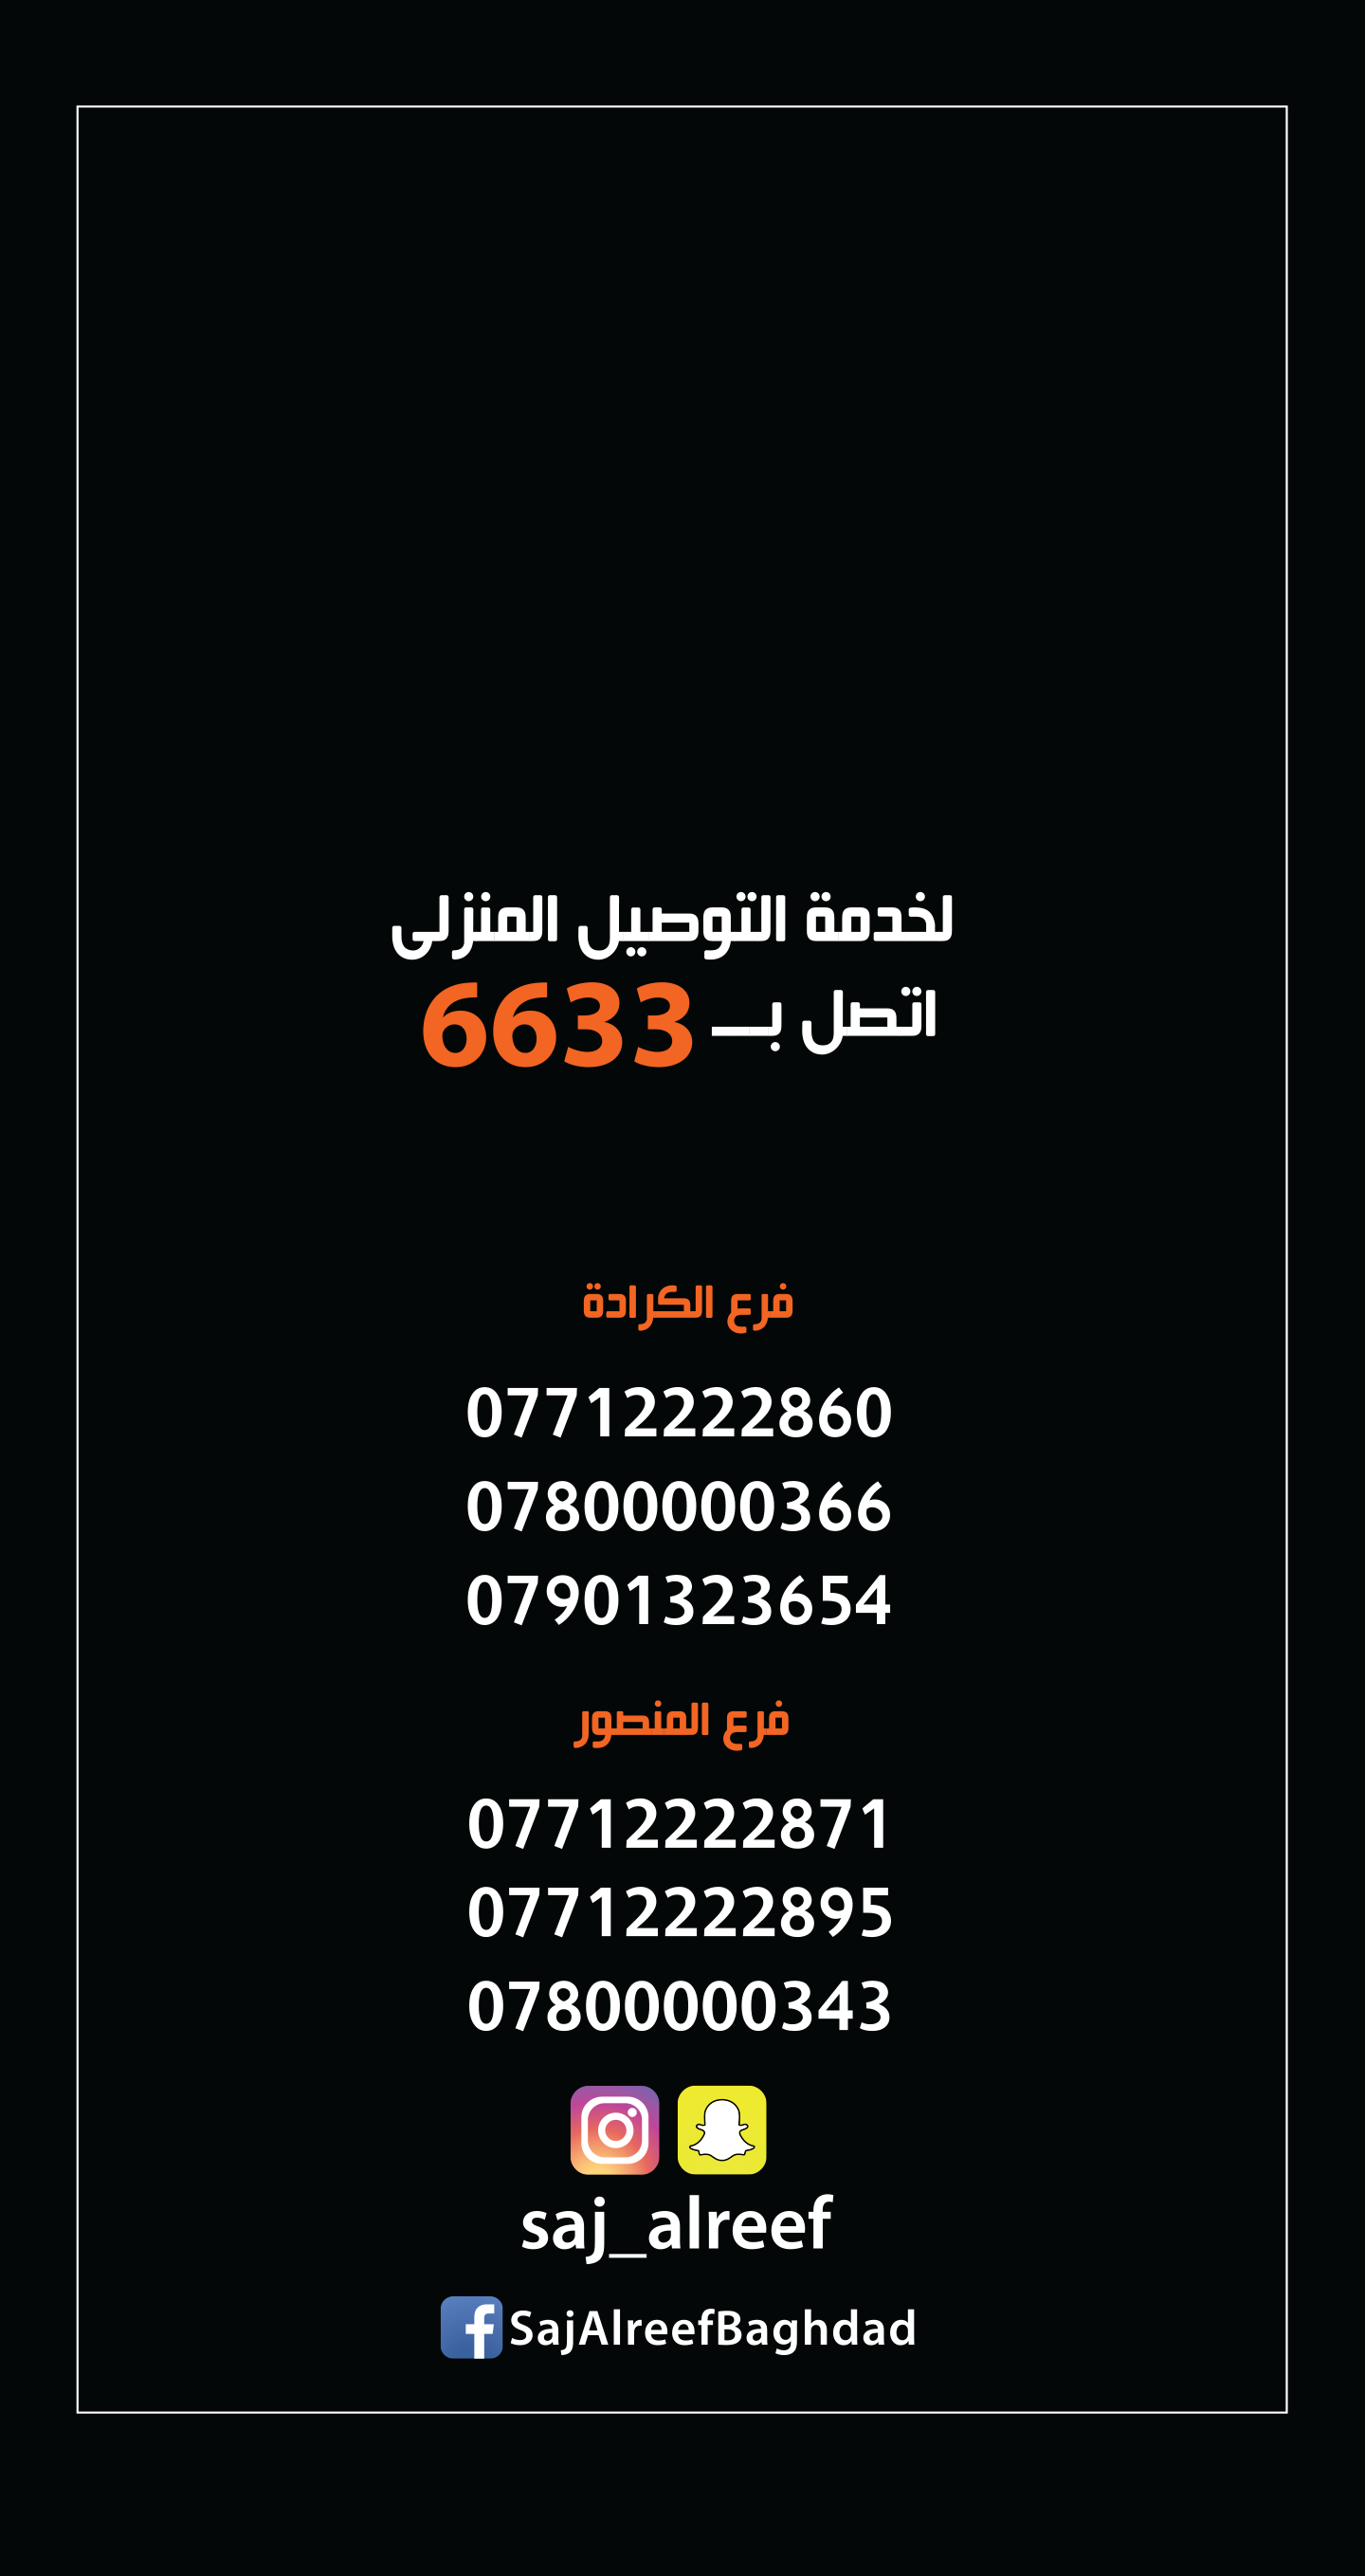 لخدمة التوصيل المنزلى
اتصل بـــ 6633
فرع الكرادة
07712222860
07800000366
07901323654
فرع المنصور
07712222871
07712222895
07800000343
saj_alreef
SajAlreefBaghdad